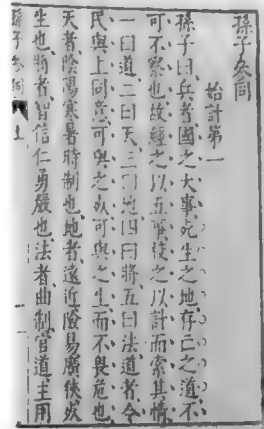 孫子參同
始計第一
孫子曰兵者國之大事死生之地存亡之道不
可不察也故經之以五事校之以計而索其情
一曰道二曰天三曰地四曰將五曰法道者令
民與上同意可與之死可與之生而不畏危也
天者陰陽寒暑時制也地者遠近險易廣狹死
生也將者智信仁勇嚴也法者曲制官道主用
孫子參同